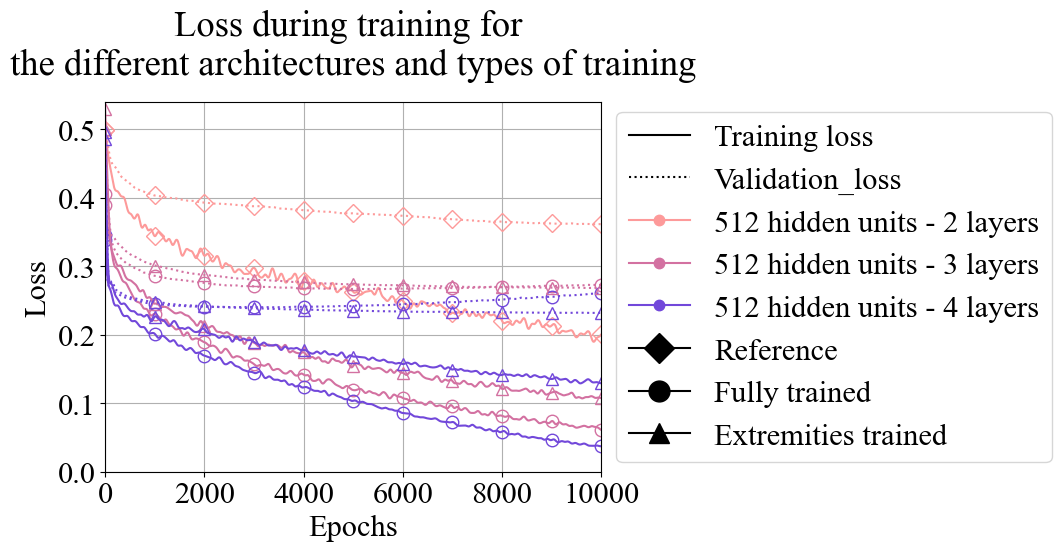 Loss during training for
the different architectures and types of training
0.5
0.4
0.3
0.2
0.1
0.0
Loss
0 2000 4000 6000 8000 10000
Epochs
Training loss
Validation_loss
512 hidden units - 2 layers
512 hidden units - 3 layers
512 hidden units - 4 layers
Reference
Fully trained
Extremities trained